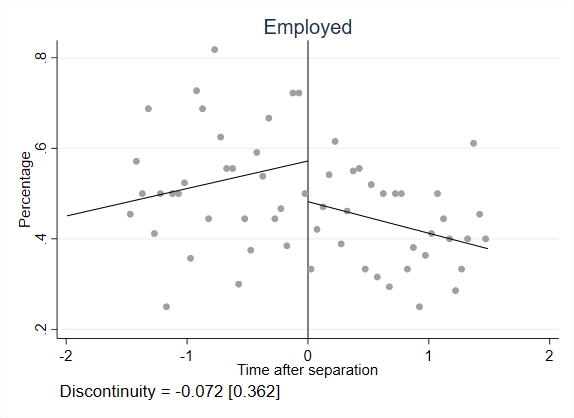 Employed
Percentage
.8
.6
.4
.2
-2 -1 0 1 2
Time after separation
Discontinuity = -0.072 [0.362]